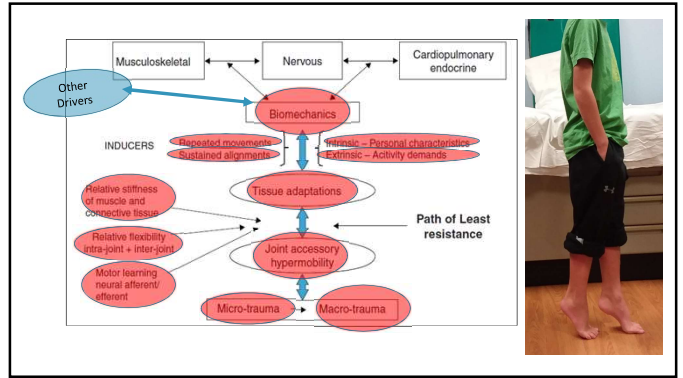 Musculoskeletal
Nervous
Cardiopulmonary
endocrine
Other
Drivers
Biomechanics
INDUCERS
Repeated movements
Sustained alignments
Intrinsic – Personal characteristics
Extrinsic – Acitivity demands
Relative stiffness
of muscle and
connective tissue
Tissue adaptations
Path of Least
resistance
Relative flexibility
intra-joint + inter-joint
Joint accessory
hypermobility
Motor learning
neural afferent/
efferent
Micro-trauma
Macro-trauma